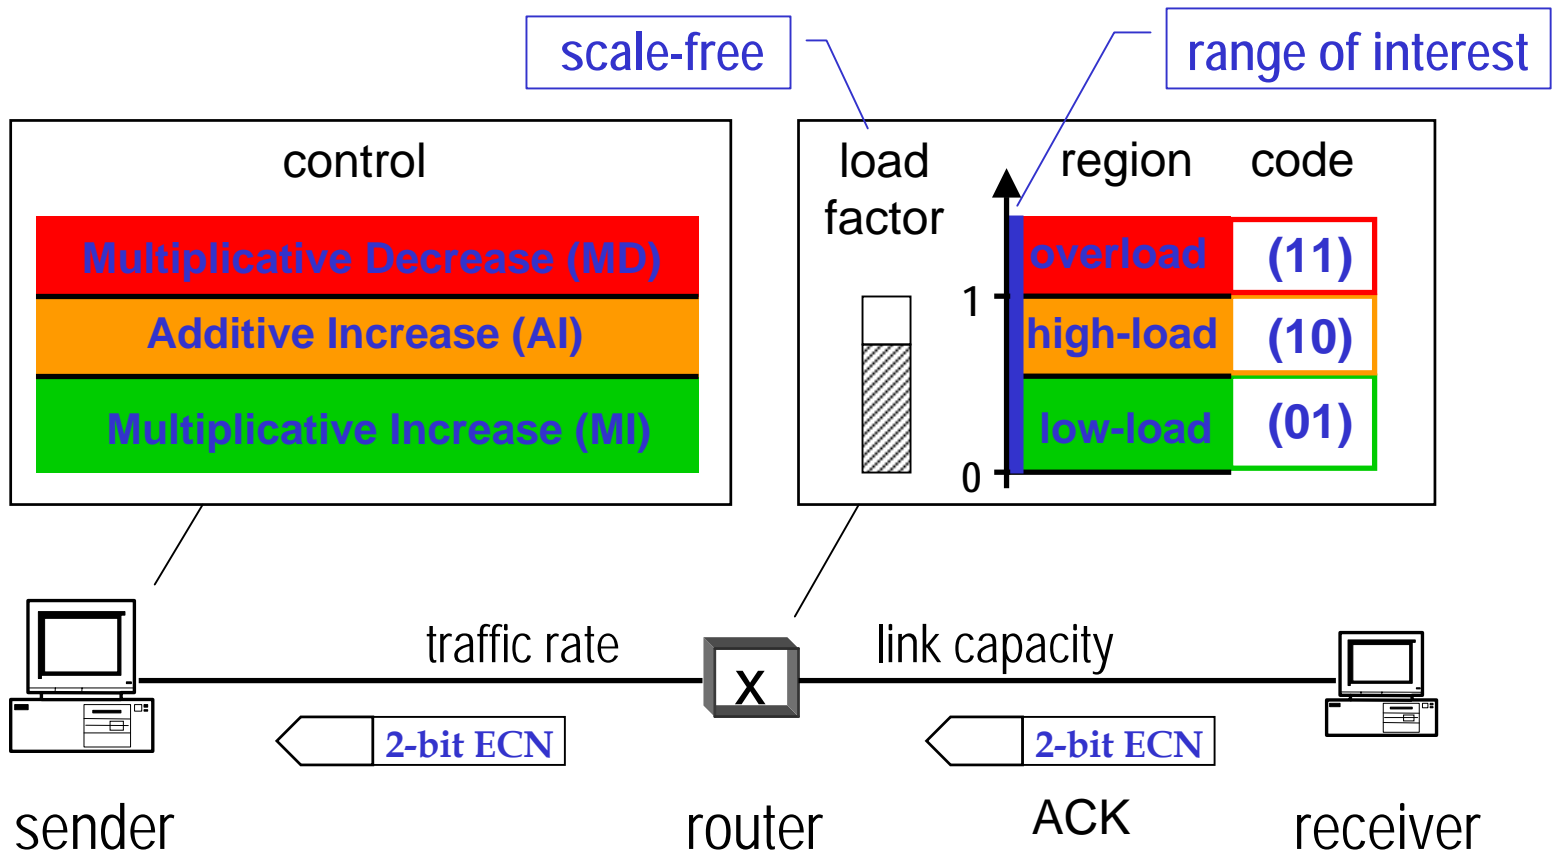 scale-free
range of interest
control
load
factor
region
code
Multiplicative Decrease (MD)
overload
(11)
1
Additive Increase (AI)
high-load
(10)
Multiplicative Increase (MI)
low-load
(01)
0
traffic rate
X
link capacity
2-bit ECN
2-bit ECN
sender
router
ACK
receiver